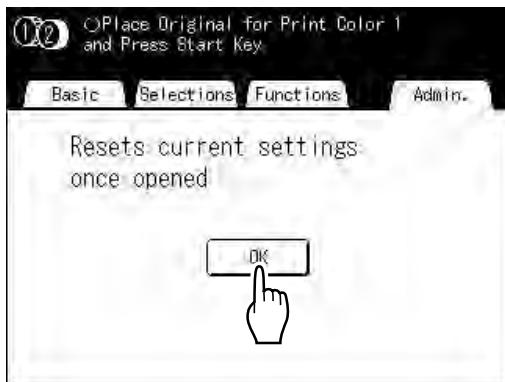 ①② ○Place Original for Print Color 1
and Press Start Key
Basic Selections Functions Admin.
Resets current settings
once opened
OK